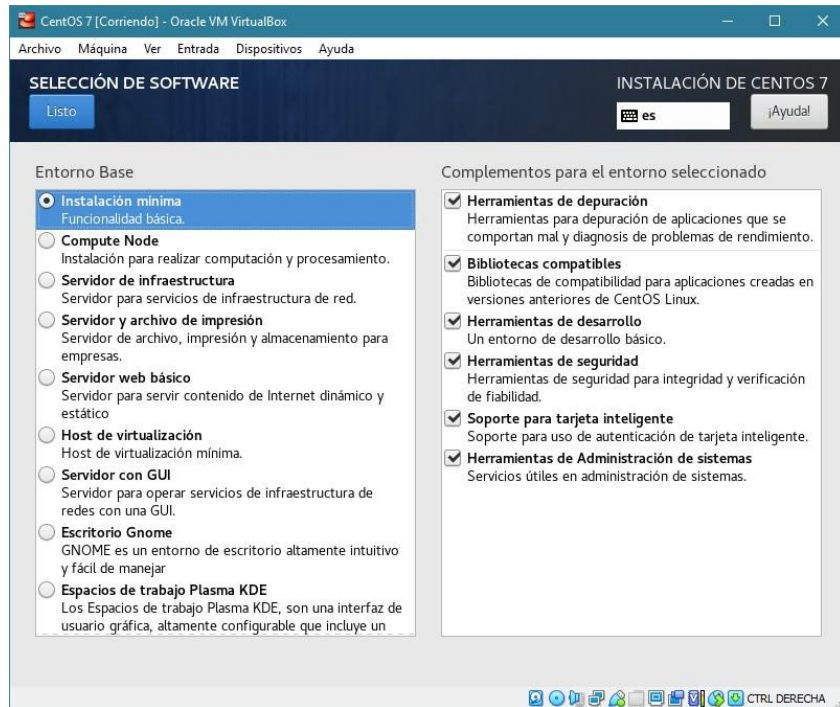 CentOS 7 [Corriendo] - Oracle VM VirtualBox
Archivo Máquina Ver Entrada Dispositivos Ayuda
SELECCIÓN DE SOFTWARE
Listo
INSTALACIÓN DE CENTOS 7
es
¡Ayuda!
Entorno Base
Instalación mínima
Funcionalidad básica.
Compute Node
Instalación para realizar computación y procesamiento.
Servidor de infraestructura
Servidor para servicios de infraestructura de red.
Servidor y archivo de impresión
Servidor de archivo, impresión y almacenamiento para
empresas.
Servidor web básico
Servidor para servir contenido de Internet dinámico y
estático
Host de virtualización
Host de virtualización mínima.
Servidor con GUI
Servidor para operar servicios de infraestructura de
redes con una GUI.
Escritorio Gnome
GNOME es un entorno de escritorio altamente intuitivo
y fácil de manejar
Espacios de trabajo Plasma KDE
Los Espacios de trabajo Plasma KDE, son una interfaz de
usuario gráfica, altamente configurable que incluye un
Complementos para el entorno seleccionado
Herramientas de depuración
Herramientas para depuración de aplicaciones que se
comportan mal y diagnosis de problemas de rendimiento.
Bibliotecas compatibles
Bibliotecas de compatibilidad para aplicaciones creadas en
versiones anteriores de CentOS Linux.
Herramientas de desarrollo
Un entorno de desarrollo básico.
Herramientas de seguridad
Herramientas de seguridad para integridad y verificación
de fiabilidad.
Soporte para tarjeta inteligente
Soporte para uso de autenticación de tarjeta inteligente.
Herramientas de Administración de sistemas
Servicios útiles en administración de sistemas.
CTRL DERECHA